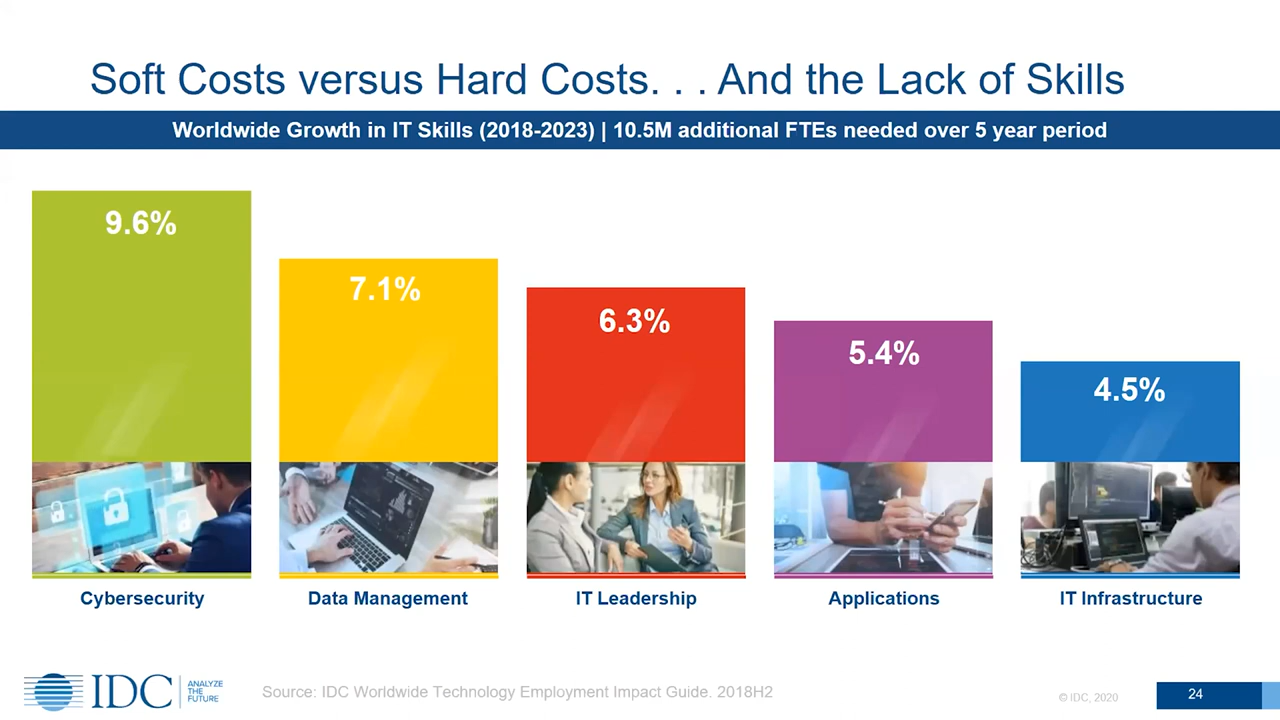 Soft Costs versus Hard Costs. . . And the Lack of Skills
Worldwide Growth in IT Skills (2018-2023) | 10.5M additional FTEs needed over 5 year period
9.6%
7.1%
6.3%
5.4%
4.5%
Cybersecurity
Data Management
IT Leadership
Applications
IT Infrastructure
IDC
ANALYZE
THE
FUTURE
Source: IDC Worldwide Technology Employment Impact Guide. 2018H2
© IDC, 2020
24